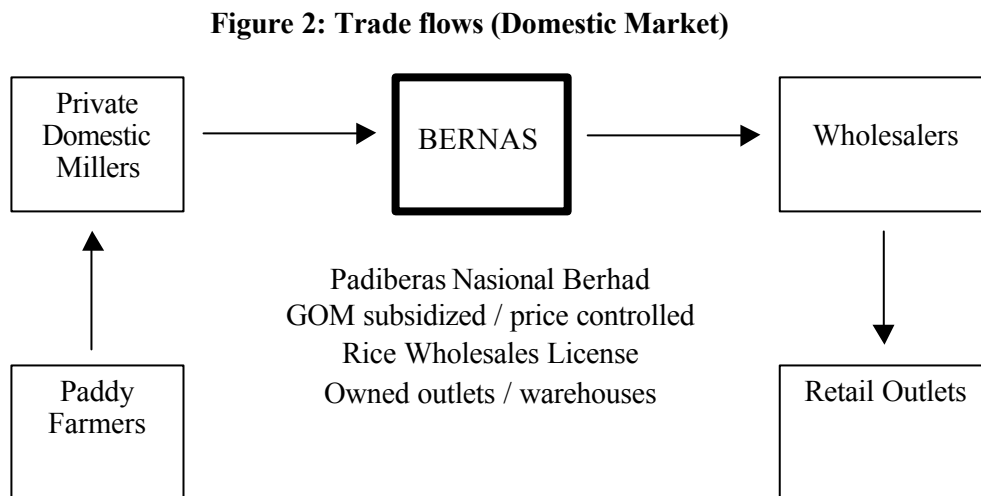 Figure 2: Trade flows (Domestic Market)
Private
Domestic
Millers
BERNAS
Wholesalers
Padiberas Nasional Berhad
GOM subsidized / price controlled
Rice Wholesales License
Owned outlets / warehouses
Paddy
Farmers
Retail Outlets